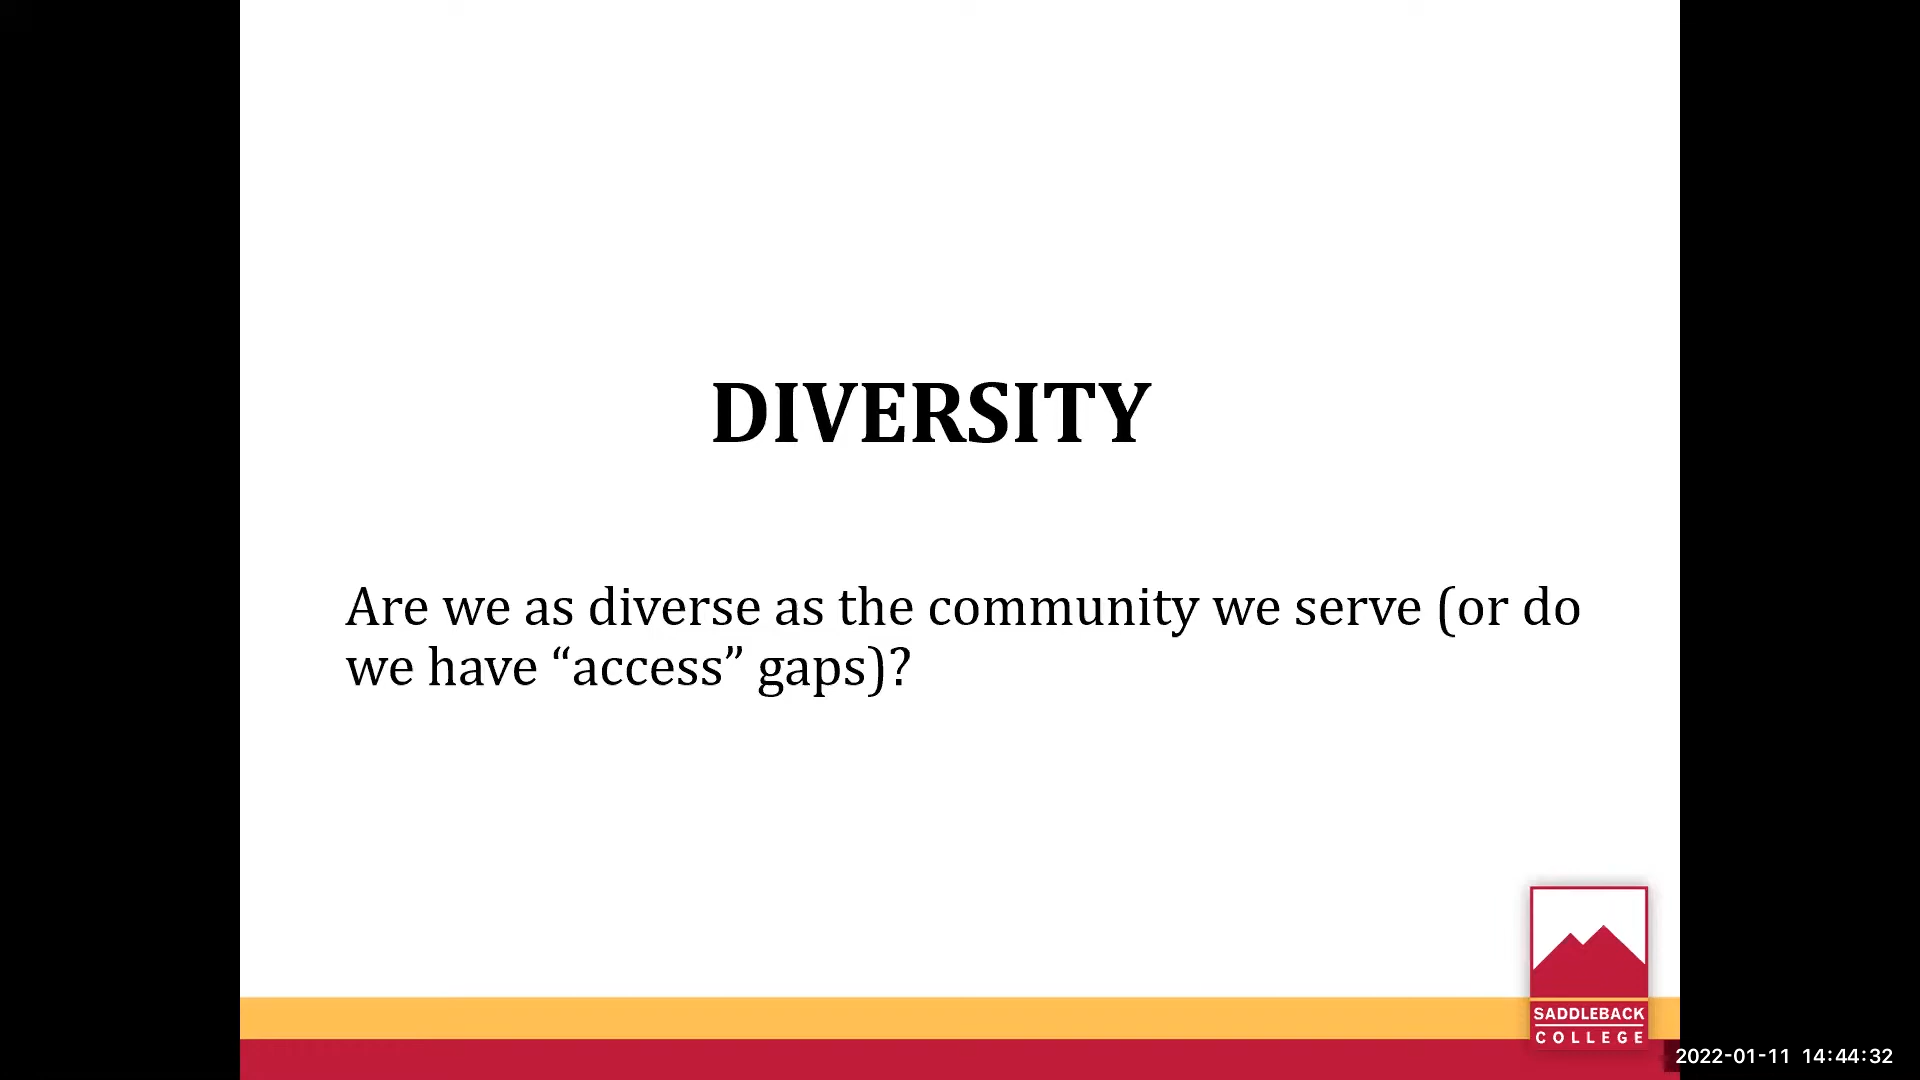 DIVERSITY
Are we as diverse as the community we serve (or do
we have “access” gaps)?
SADDLEBACK
COLLEGE
2022-01-11 14:44:32